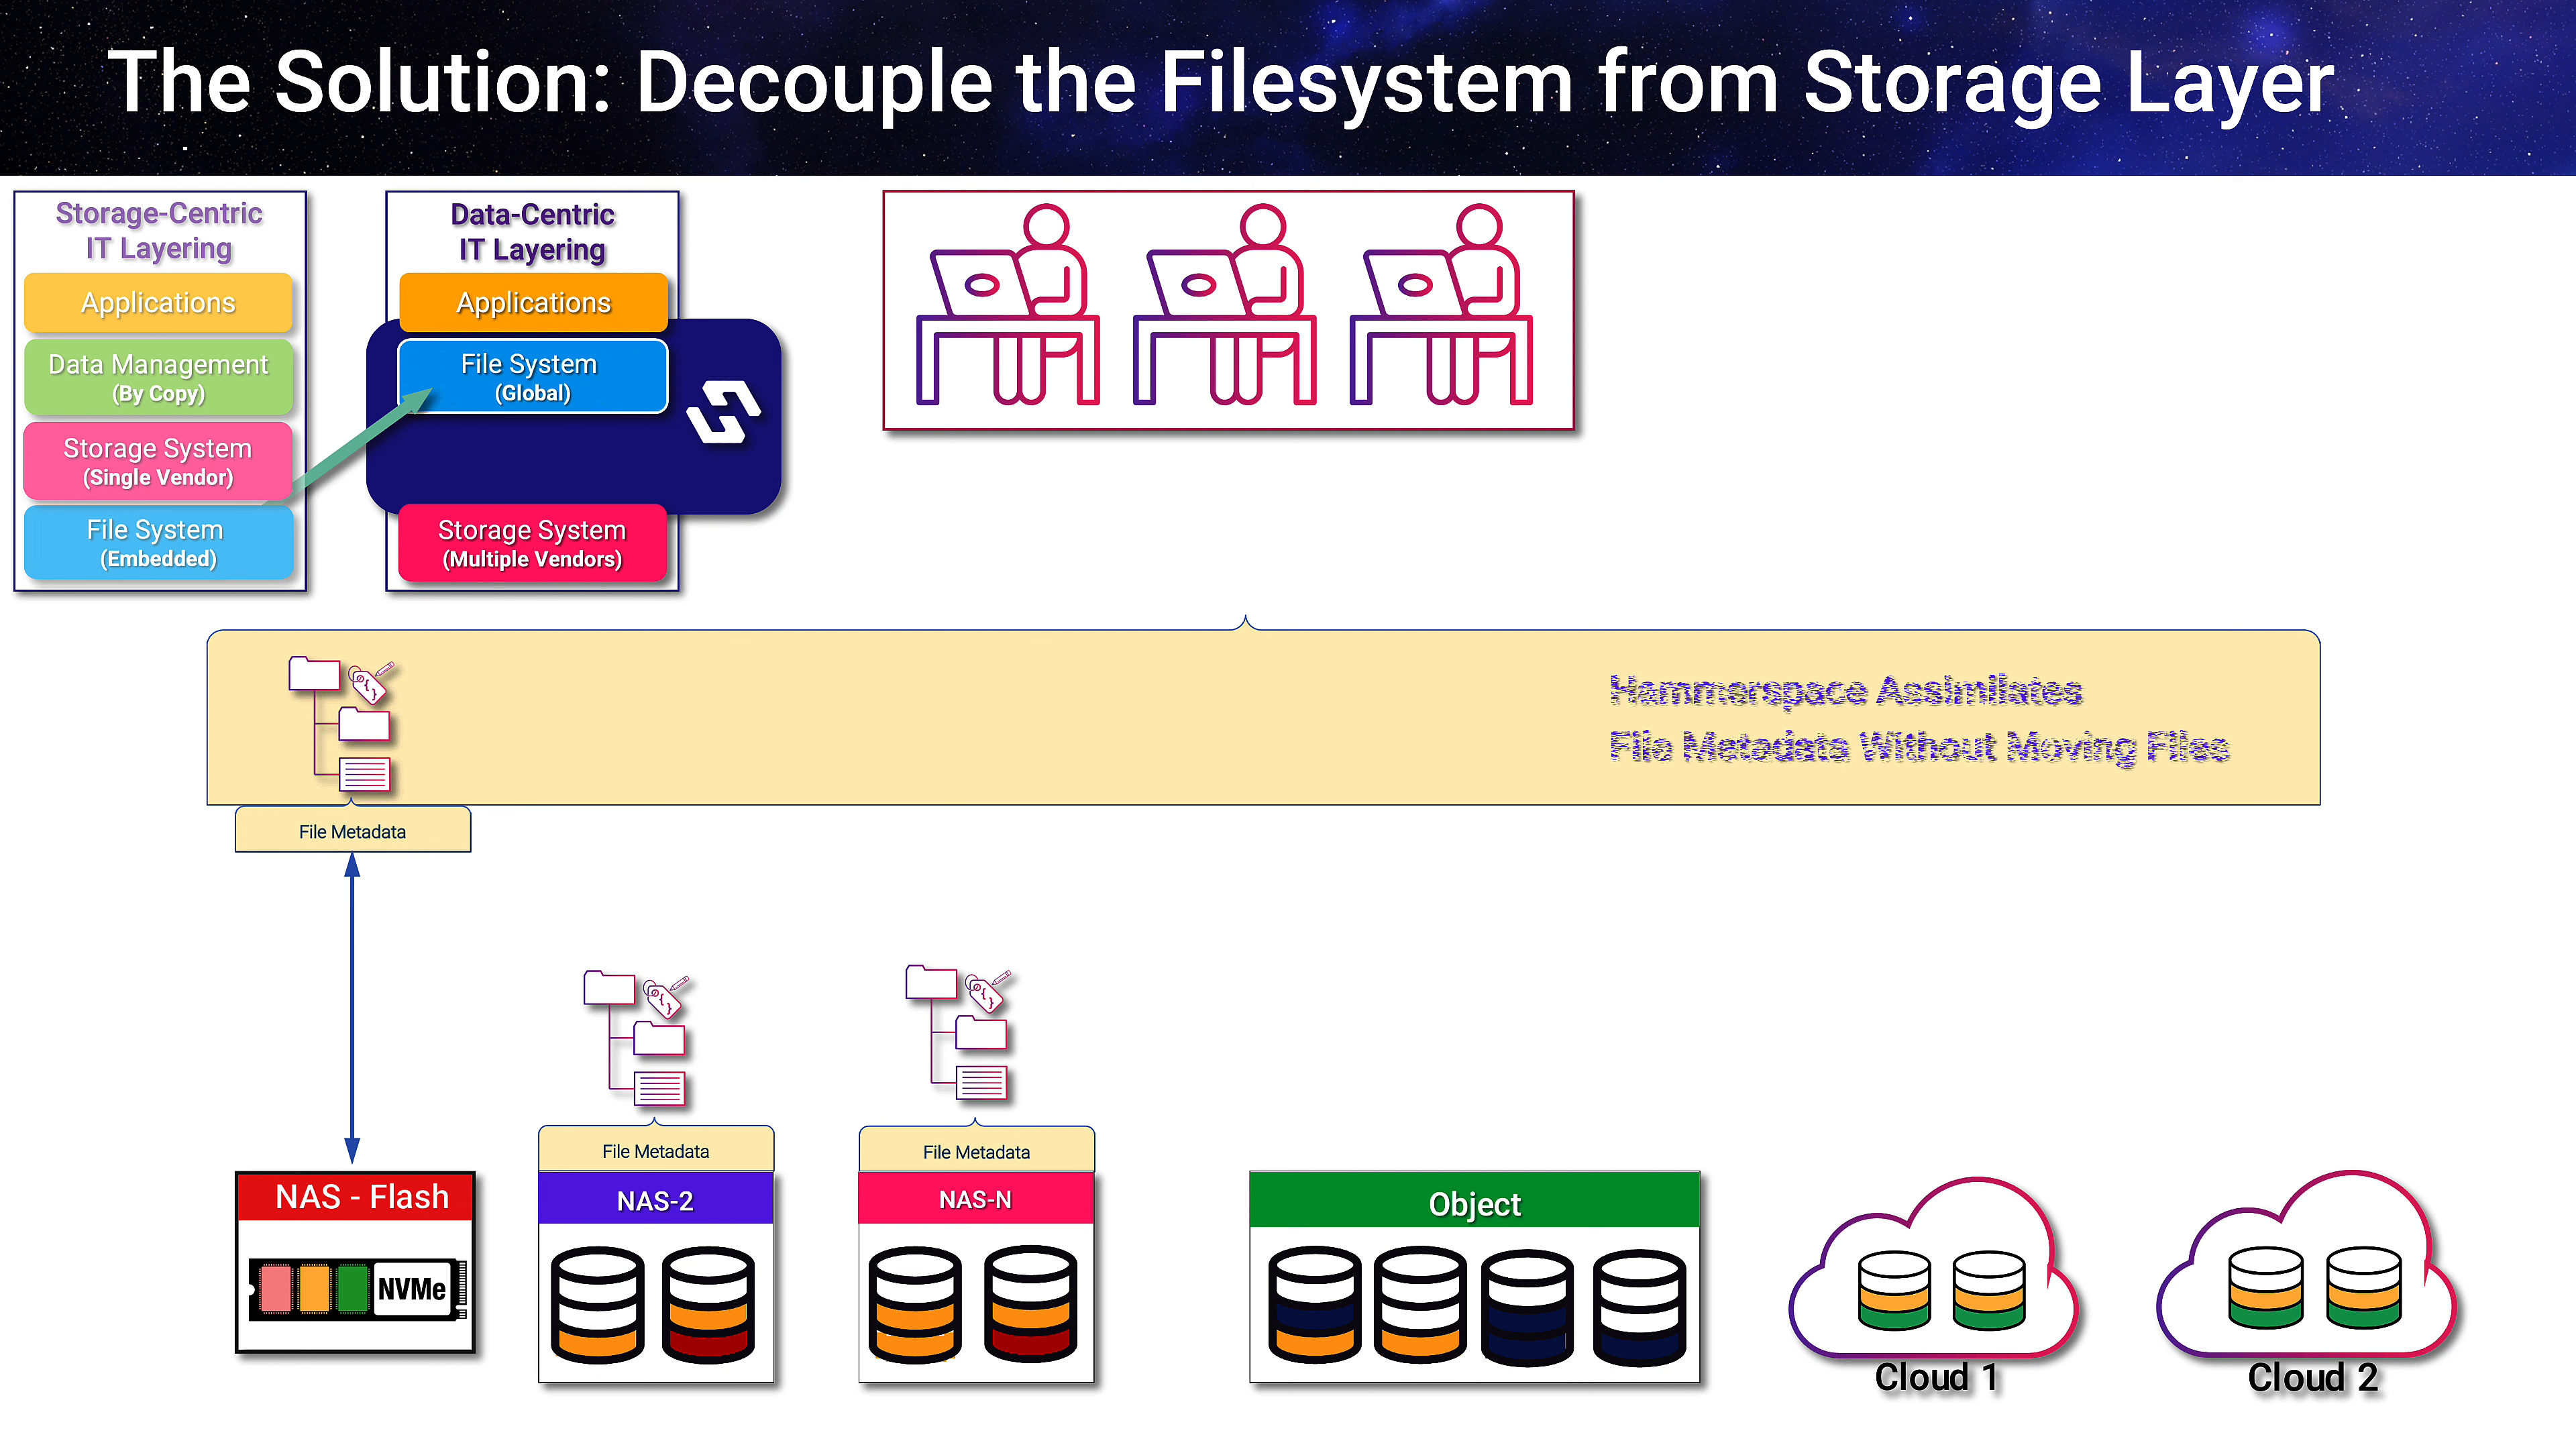 The Solution: Decouple the Filesystem from Storage Layer
Storage-Centric
IT Layering
Applications
Data Management
(By Copy)
Storage System
(Single Vendor)
File System
(Embedded)
Data-Centric
IT Layering
Applications
File System
(Global)
Storage System
(Multiple Vendors)
Hammerspace Assimilates
File Metadata Without Moving Files
File Metadata
File Metadata
File Metadata
NAS - Flash
NVMe
NAS-2
NAS-N
Object
Cloud 1
Cloud 2